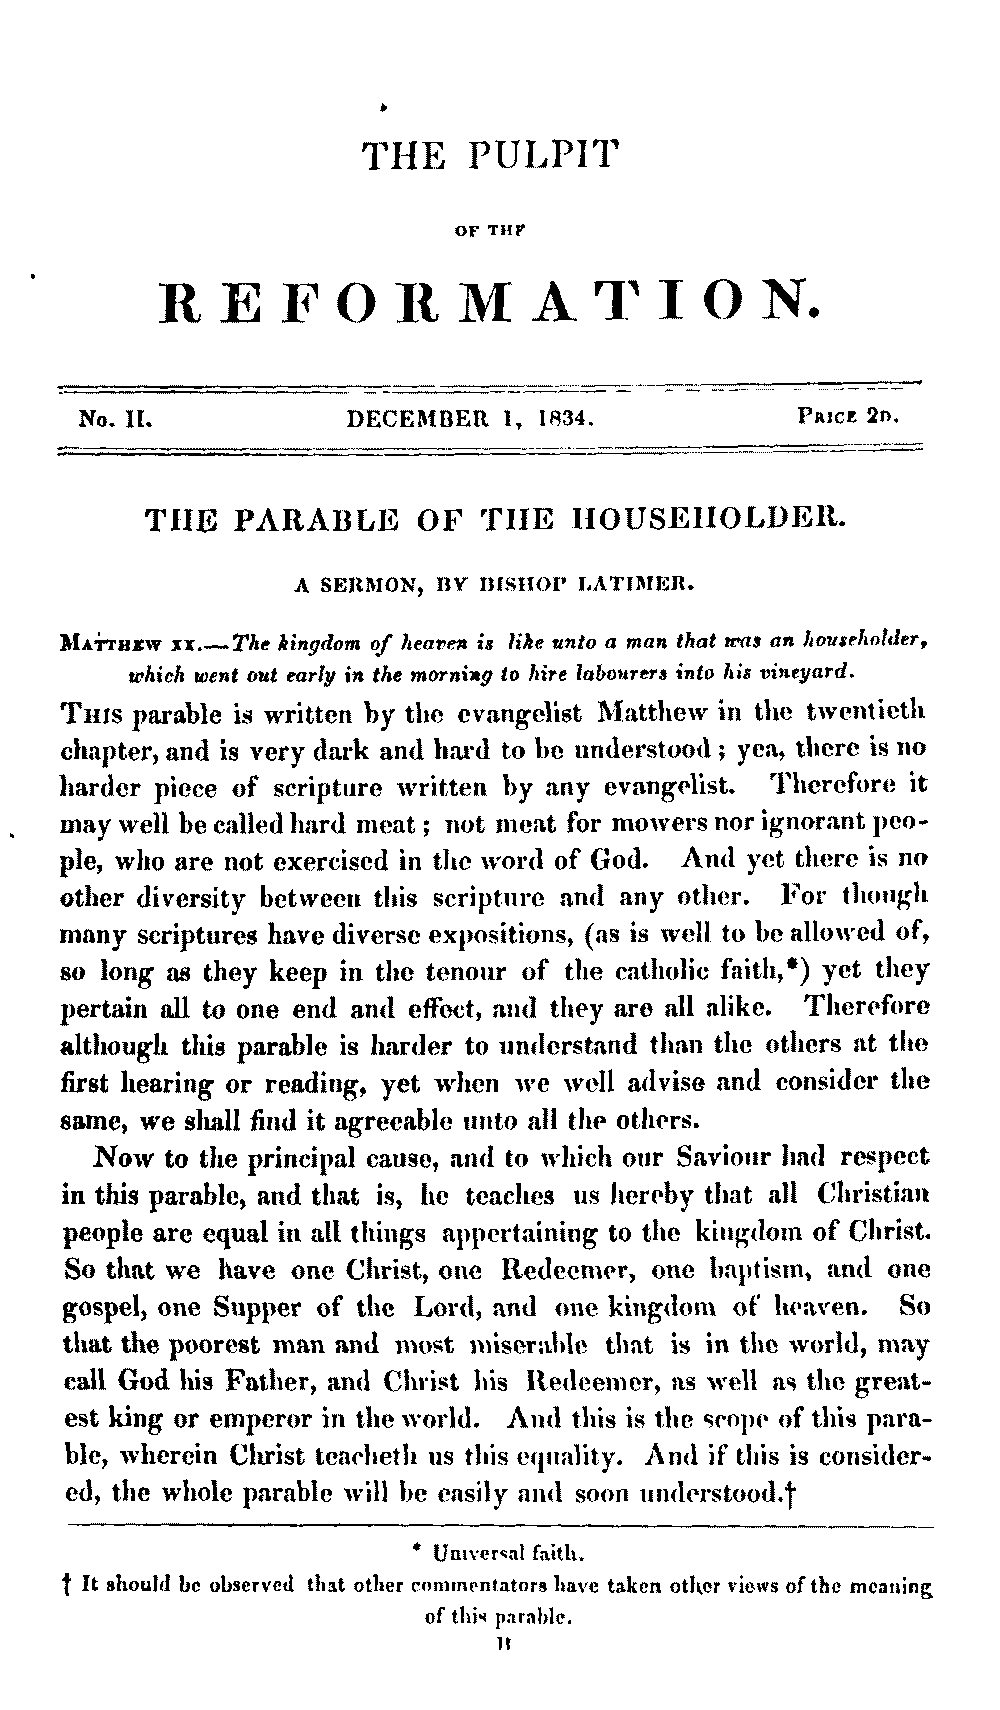 THE PULPIT
OF THE
REFORMATION.
No. II. DECEMBER 1, 1834. PRICE 2D.
THE PARABLE OF THE HOUSEHOLDER.
A SERMON, BY BISHOP LATIMER.
MATTHEW XX.—The kingdom of heaven is like unto a man that was an householder,
which went out early in the morning to hire labourers into his vineyard.
THIS parable is written by the evangelist Matthew in the twentieth
chapter, and is very dark and hard to be understood; yea, there is no
harder piece of scripture written by any evangelist. Therefore it
may well be called hard meat; not meat for mowers nor ignorant peo-
ple, who are not exercised in the word of God. And yet there is no
other diversity between this scripture and any other. For though
many scriptures have diverse expositions, (as is well to be allowed of,
so long as they keep in the tenour of the catholic faith,*) yet they
pertain all to one end and effect, and they are all alike. Therefore
although this parable is harder to understand than the others at the
first hearing or reading, yet when we well advise and consider the
same, we shall find it agreeable unto all the others.
Now to the principal cause, and to which our Saviour had respect
in this parable, and that is, he teaches us hereby that all Christian
people are equal in all things appertaining to the kingdom of Christ.
So that we have one Christ, one Redeemer, one baptism, and one
gospel, one Supper of the Lord, and one kingdom of heaven. So
that the poorest man and most miserable that is in the world, may
call God his Father, and Christ his Redeemer, as well as the great-
est king or emperor in the world. And this is the scope of this para-
ble, wherein Christ teacheth us this equality. And if this is consider-
ed, the whole parable will be easily and soon understood.†
* Universal faith.
† It should be observed that other commentators have taken other views of the meaning
of this parable.